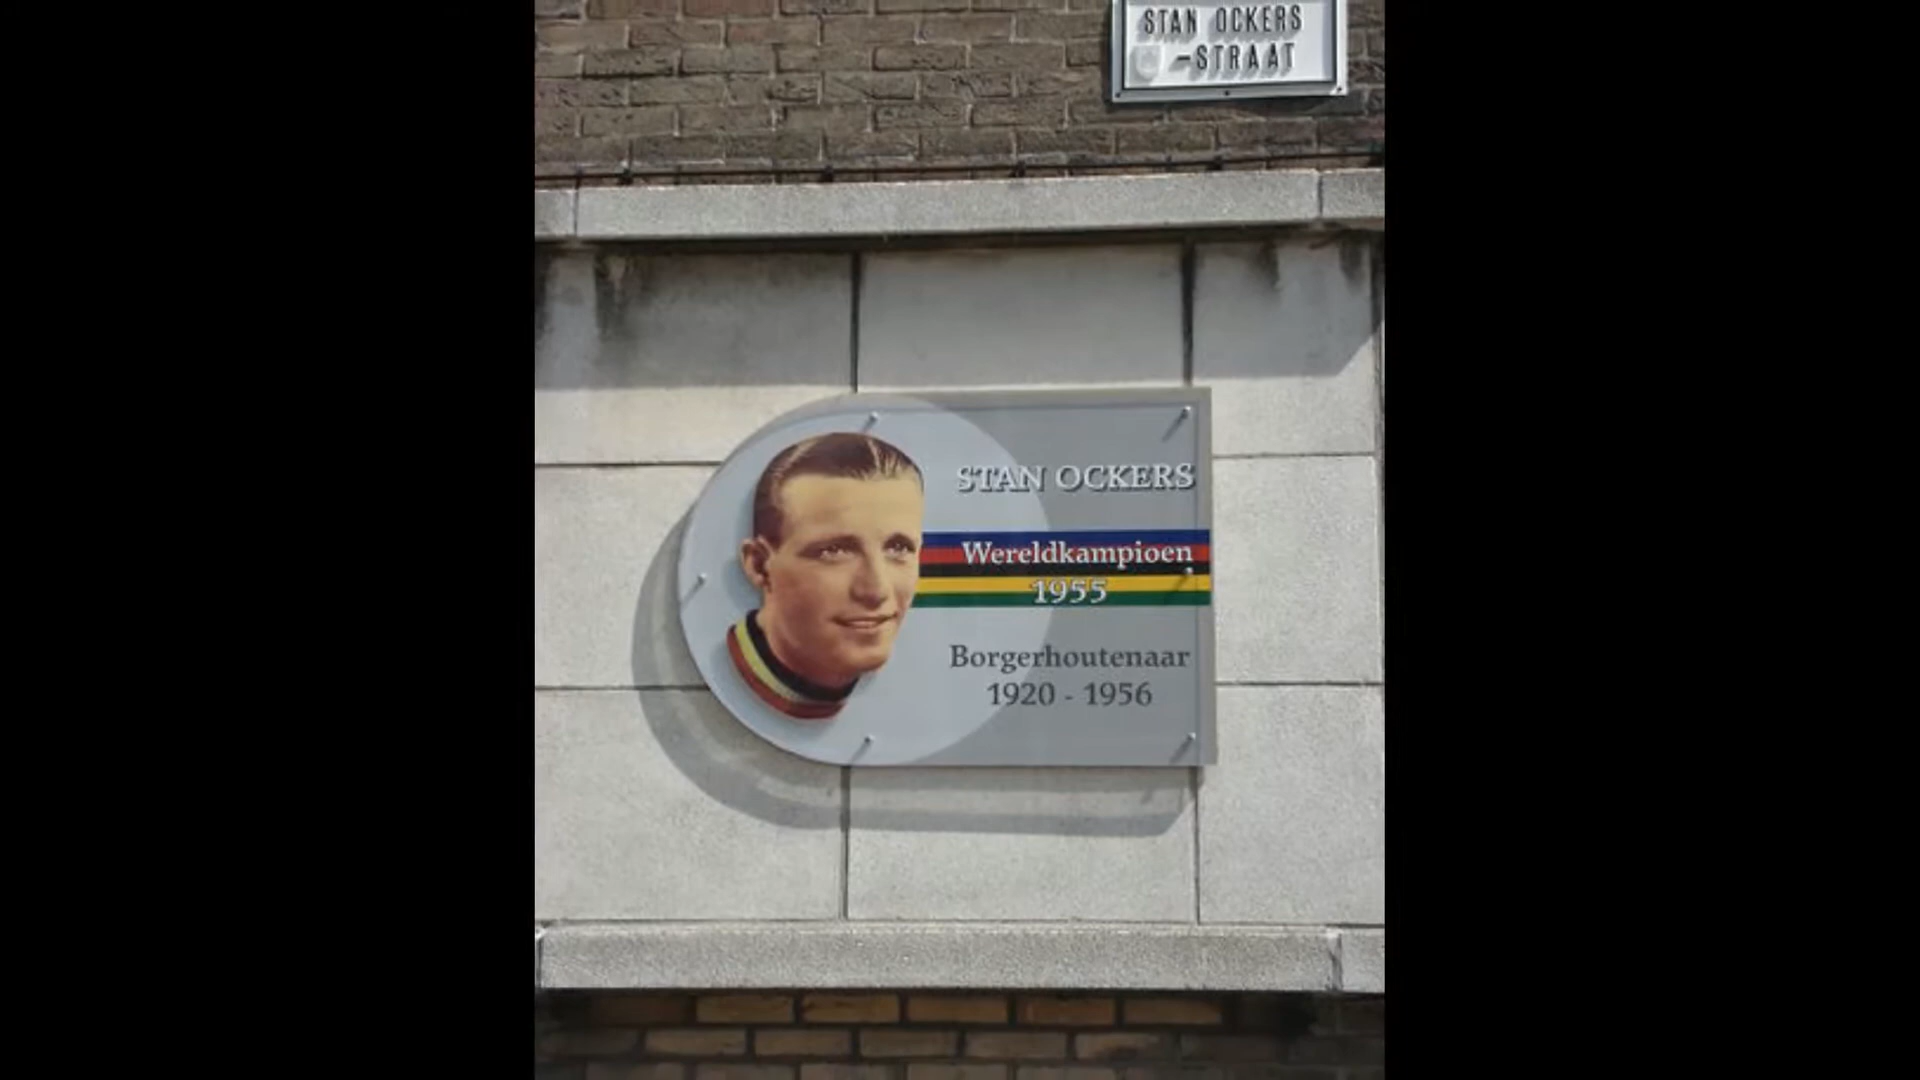 STAN OCKERS
-STRAAT
STAN OCKERS
Wereldkampioen
1955
Borgerhoutenaar
1920 - 1956